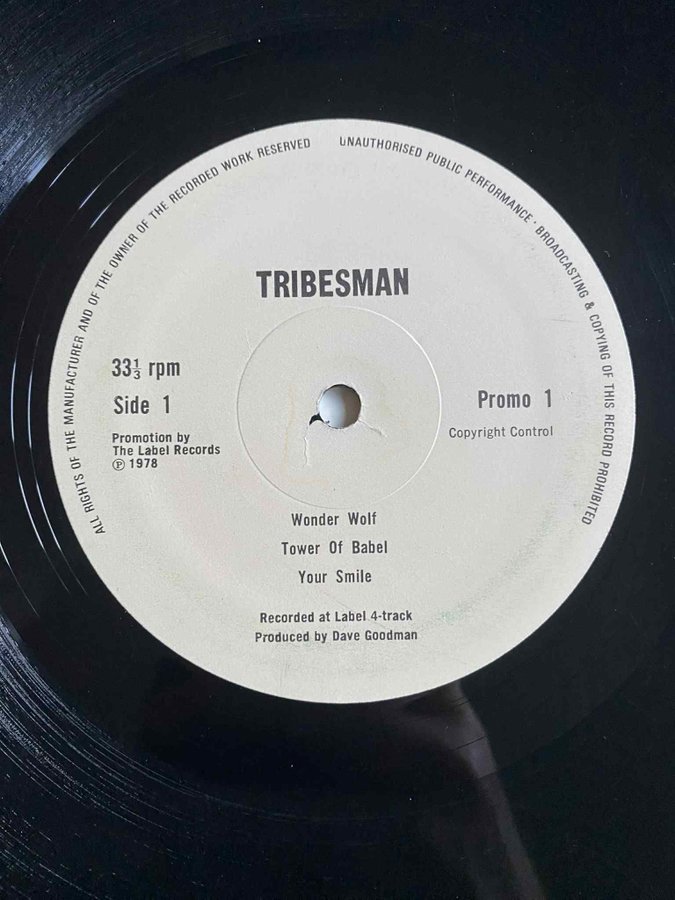 ALL RIGHTS OF THE MANUFACTURER AND OF THE OWNER OF THE RECORDED WORK RESERVED
UNAUTHORISED PUBLIC PERFORMANCE · BROADCASTING & COPYING OF THIS RECORD PROHIBITED
TRIBESMAN
33⅓ rpm
Side 1
Promotion by
The Label Records
℗ 1978
Promo 1
Copyright Control
Wonder Wolf
Tower Of Babel
Your Smile
Recorded at Label 4-track
Produced by Dave Goodman